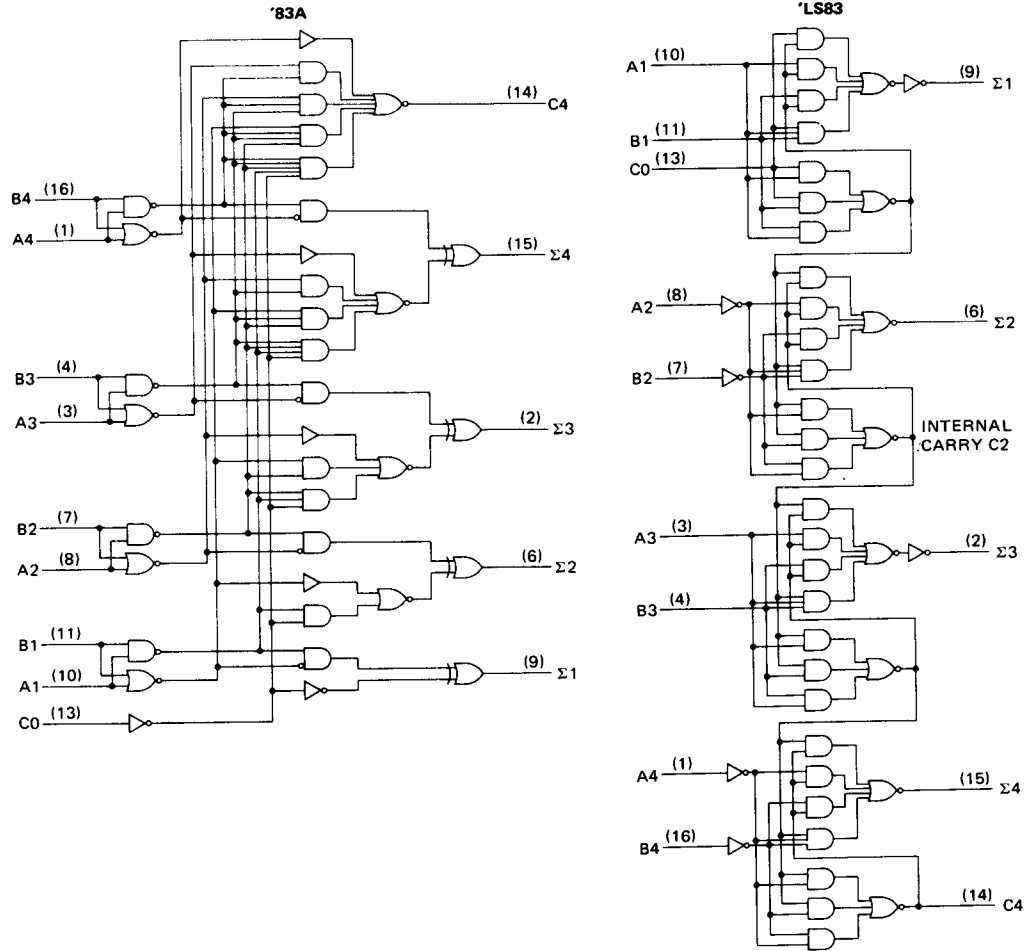 '83A
(14) C4
B4 (16)
A4 (1)
(15) Σ4
B3 (4)
A3 (3)
(2) Σ3
B2 (7)
A2 (8)
(6) Σ2
B1 (11)
A1 (10)
(9) Σ1
C0 (13)
'LS83
A1 (10)
(9) Σ1
B1 (11)
C0 (13)
A2 (8)
(6) Σ2
B2 (7)
INTERNAL
CARRY C2
A3 (3)
(2) Σ3
B3 (4)
A4 (1)
(15) Σ4
B4 (16)
(14) C4